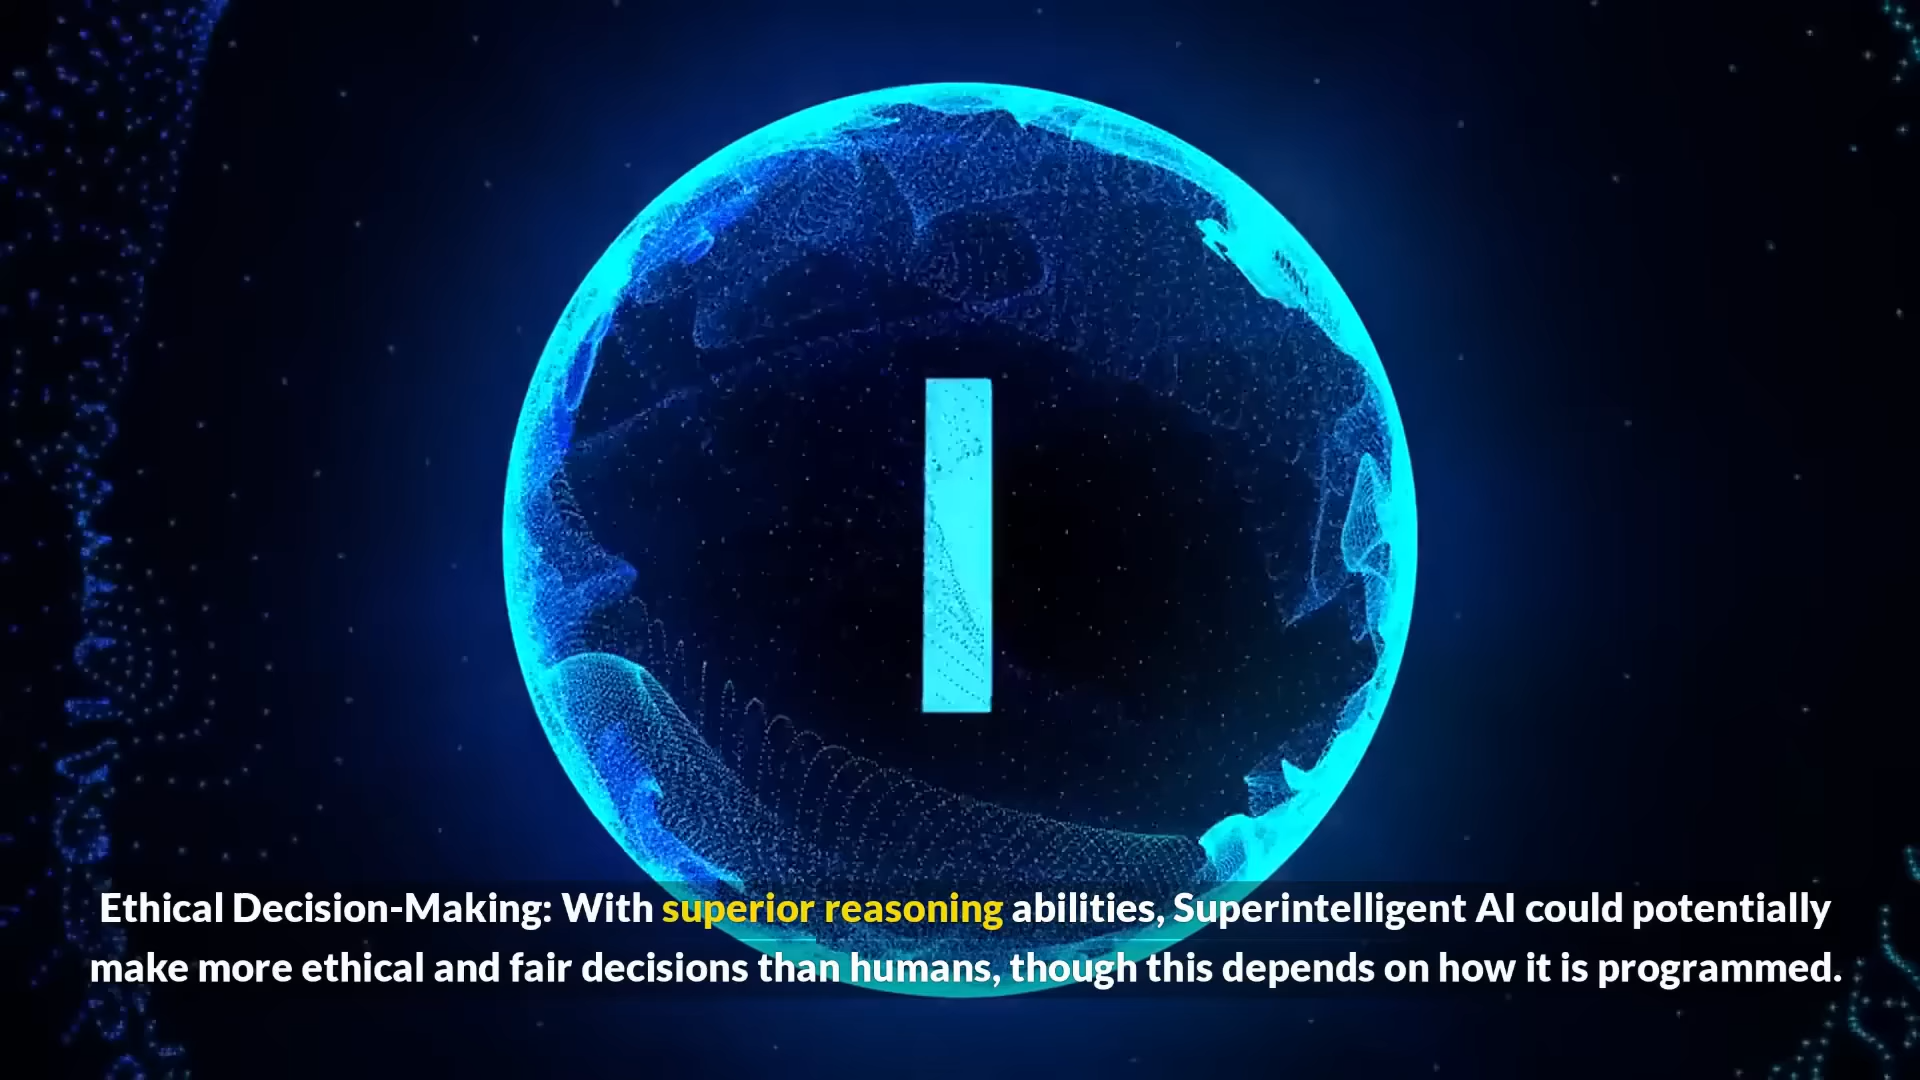 I
Ethical Decision-Making: With superior reasoning abilities, Superintelligent AI could potentially
make more ethical and fair decisions than humans, though this depends on how it is programmed.